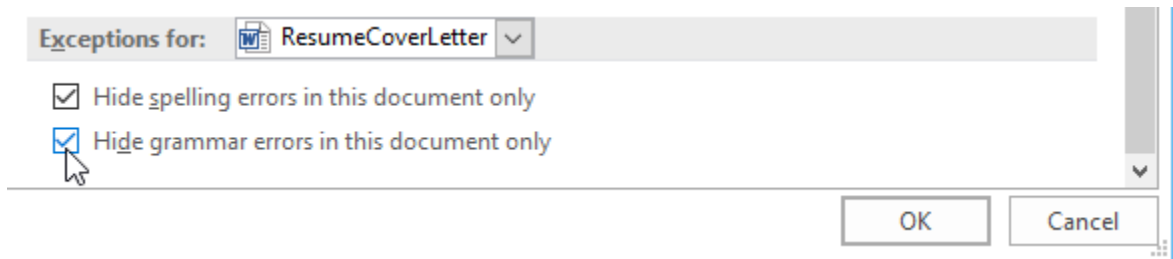 Exceptions for: ResumeCoverLetter
Hide spelling errors in this document only
Hide grammar errors in this document only
OK Cancel